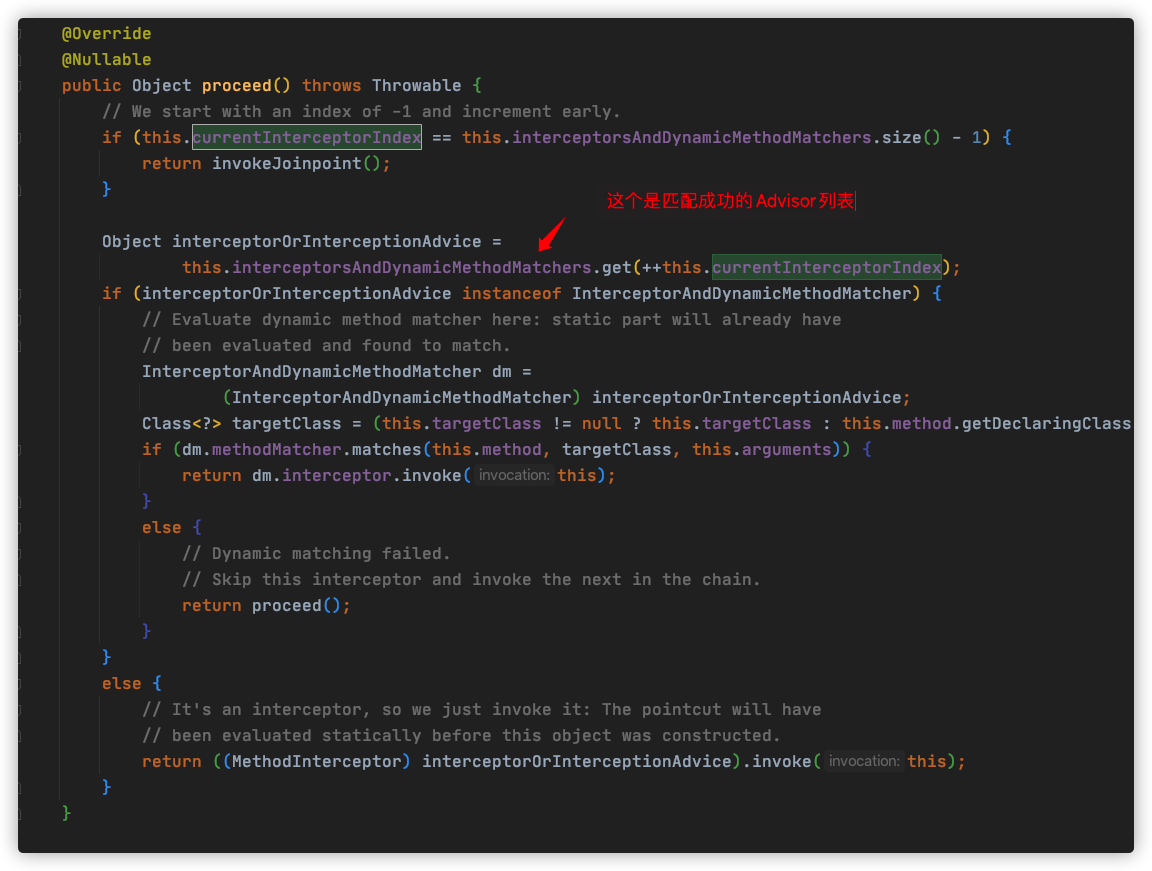 @Override
@Nullable
public Object proceed() throws Throwable {
    // We start with an index of -1 and increment early.
    if (this.currentInterceptorIndex == this.interceptorsAndDynamicMethodMatchers.size() - 1) {
        return invokeJoinpoint();
    }
这个是匹配成功的 Advisor 列表
    Object interceptorOrInterceptionAdvice =
            this.interceptorsAndDynamicMethodMatchers.get(++this.currentInterceptorIndex);
    if (interceptorOrInterceptionAdvice instanceof InterceptorAndDynamicMethodMatcher) {
        // Evaluate dynamic method matcher here: static part will already have
        // been evaluated and found to match.
        InterceptorAndDynamicMethodMatcher dm =
                (InterceptorAndDynamicMethodMatcher) interceptorOrInterceptionAdvice;
        Class<?> targetClass = (this.targetClass != null ? this.targetClass : this.method.getDeclaringClass
        if (dm.methodMatcher.matches(this.method, targetClass, this.arguments)) {
            return dm.interceptor.invoke( invocation: this);
        }
        else {
            // Dynamic matching failed.
            // Skip this interceptor and invoke the next in the chain.
            return proceed();
        }
    }
    else {
        // It's an interceptor, so we just invoke it: The pointcut will have
        // been evaluated statically before this object was constructed.
        return ((MethodInterceptor) interceptorOrInterceptionAdvice).invoke( invocation: this);
    }
}